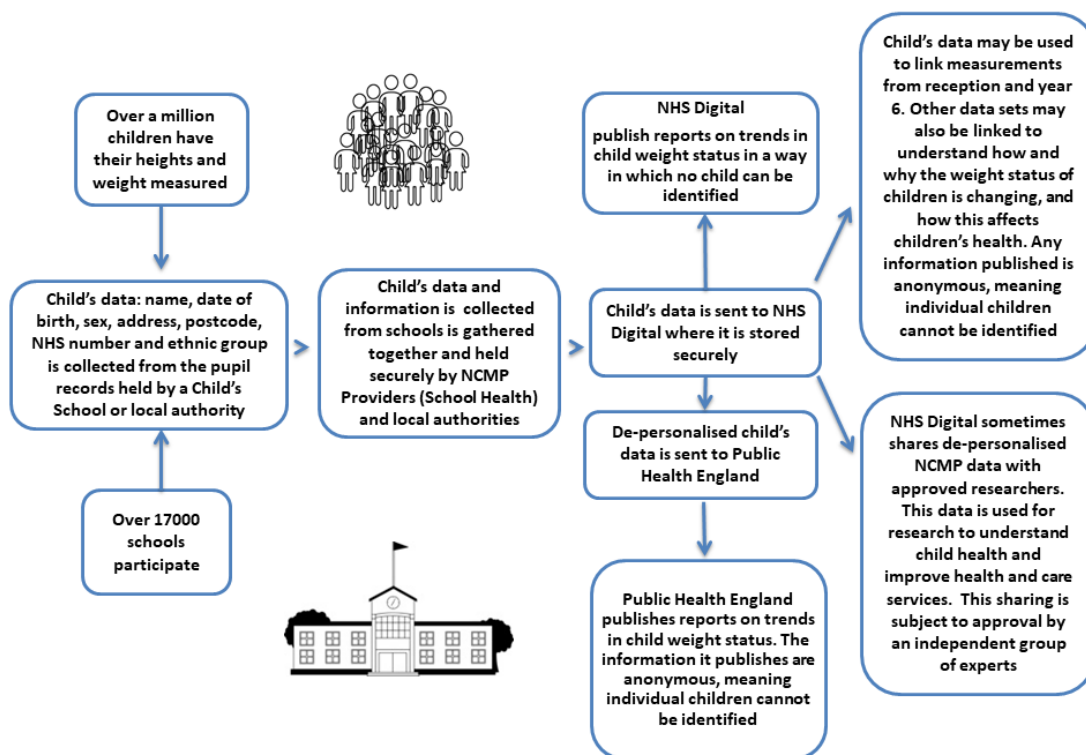 Over a million
children have
their heights and
weight measured
Child's data: name, date of
birth, sex, address, postcode,
NHS number and ethnic group
is collected from the pupil
records held by a Child's
School or local authority
Over 17000
schools
participate
Child's data and
information is collected
from schools is gathered
together and held
securely by NCMP
Providers (School Health)
and local authorities
NHS Digital
publish reports on trends in
child weight status in a way
in which no child can be
identified
Child's data is sent to NHS
Digital where it is stored
securely
De-personalised child's
data is sent to Public
Health England
Public Health England
publishes reports on trends
in child weight status. The
information it publishes are
anonymous, meaning
individual children cannot
be identified
Child's data may be used
to link measurements
from reception and year
6. Other data sets may
also be linked to
understand how and
why the weight status of
children is changing, and
how this affects
children's health. Any
information published is
anonymous, meaning
individual children
cannot be identified
NHS Digital sometimes
shares de-personalised
NCMP data with
approved researchers.
This data is used for
research to understand
child health and
improve health and care
services. This sharing is
subject to approval by
an independent group
of experts